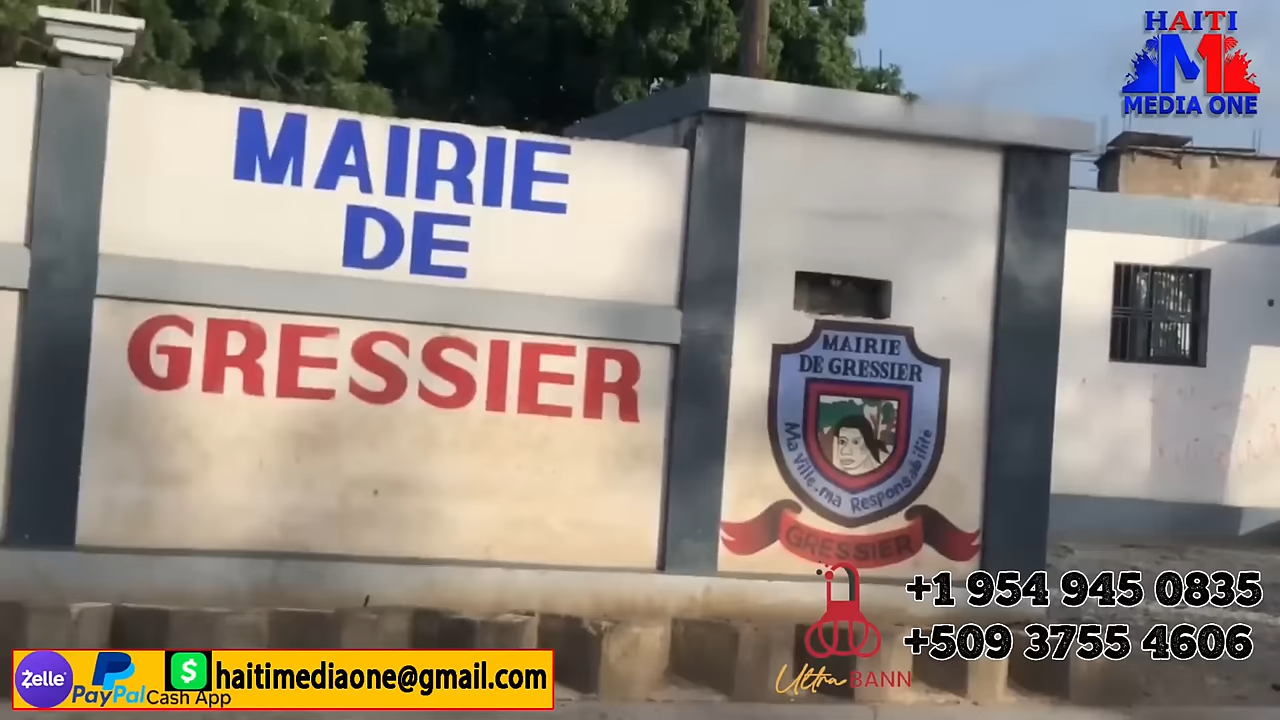 HAITI
M
MEDIA ONE
MAIRIE
DE
GRESSIER
MAIRIE
DE GRESSIER
Ma Ville, ma Responsabilité
GRESSIER
+1 954 945 0835
+509 3755 4606
Ultra BANN
Zelle
PayPal
$
Cash App
haitimediaone@gmail.com